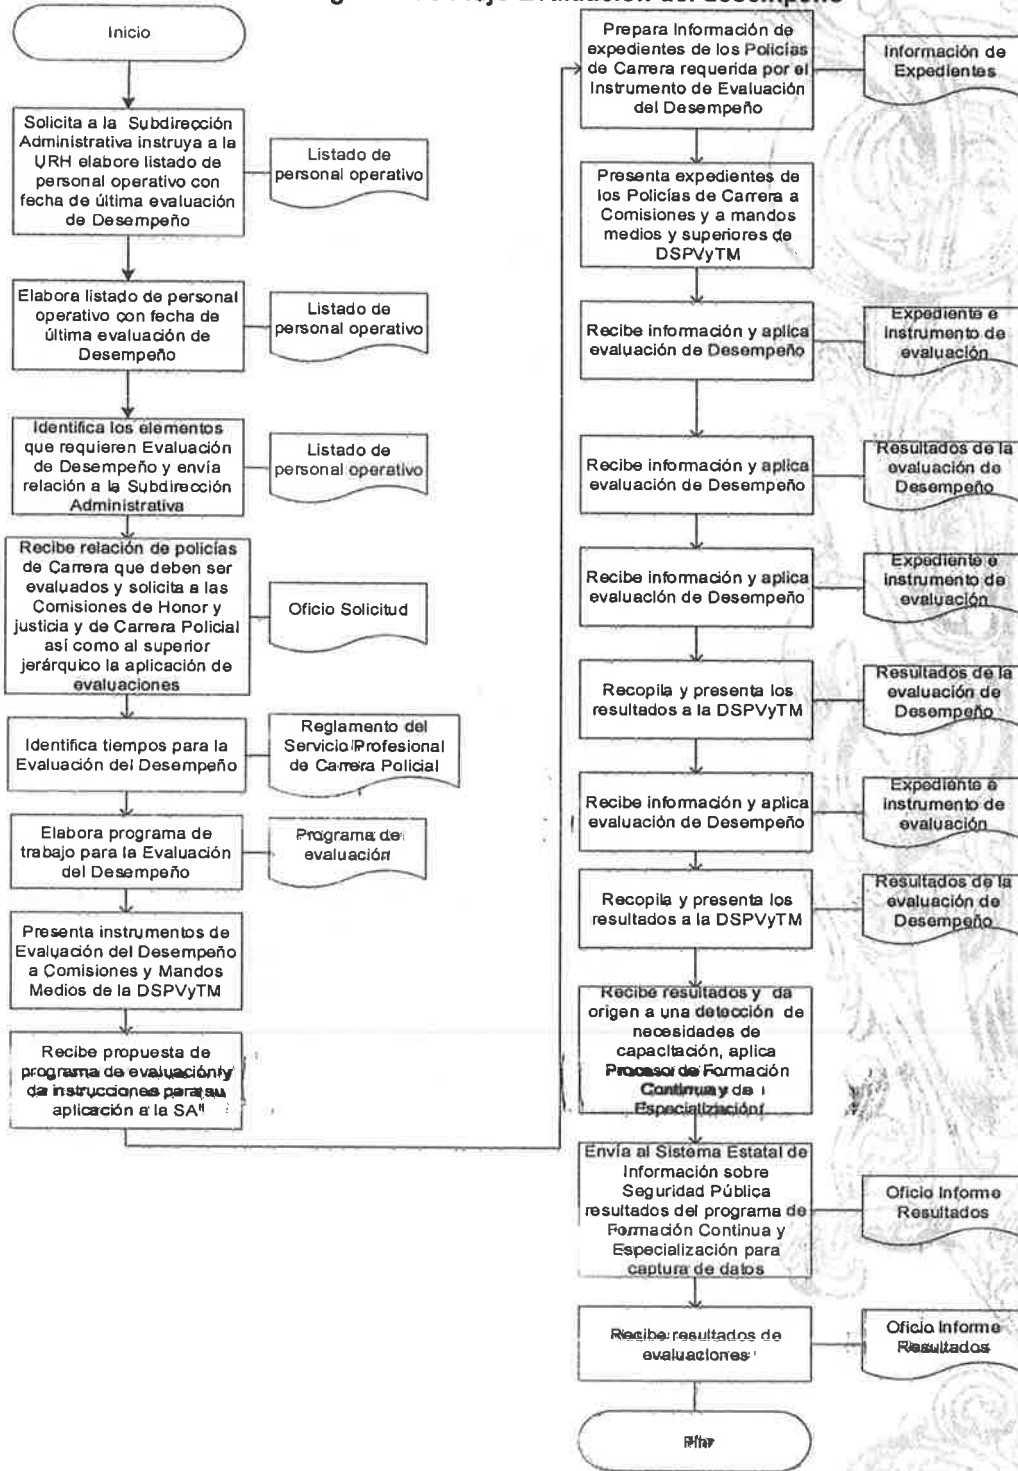 Flujo Evaluación del desempeño
Inicio
Solicita a la Subdirección
Administrativa instruya a la
URH elabore listado de
personal operativo con
fecha de última evaluación
de Desempeño
Listado de
personal operativo
Elabora listado de personal
operativo con fecha de
última evaluación de
Desempeño
Listado de
personal operativo
Identifica los elementos
que requieren Evaluación
de Desempeño y envía
relación a la Subdirección
Administrativa
Listado de
personal operativo
Recibe relación de policías
de Carrera que deben ser
evaluados y solicita a las
Comisiones de Honor y
justicia y de Carrera Policial
así como al superior
jerárquico la aplicación de
evaluaciones
Oficio Solicitud
Identifica tiempos para la
Evaluación del Desempeño
Reglamento del
Servicio Profesional
de Carrera Policial
Elabora programa de
trabajo para la Evaluación
del Desempeño
Programa de
evaluación
Presenta instrumentos de
Evaluación del Desempeño
a Comisiones y Mandos
Medios de la DSPVyTM
Recibe propuesta de
programa de evaluación y
da instrucciones para su
aplicación a la SA
Prepara Información de
expedientes de los Policías
de Carrera requerida por el
Instrumento de Evaluación
del Desempeño
Información de
Expedientes
Presenta expedientes de
los Policías de Carrera a
Comisiones y a mandos
medios y superiores de
DSPVyTM
Recibe información y aplica
evaluación de Desempeño
Expediente e
Instrumento de
evaluación
Recibe información y aplica
evaluación de Desempeño
Resultados de la
evaluación de
Desempeño
Recibe información y aplica
evaluación de Desempeño
Expediente e
instrumento de
evaluación
Recopila y presenta los
resultados a la DSPVyTM
Resultados de la
evaluación de
Desempeño
Recibe información y aplica
evaluación de Desempeño
Expediente e
instrumento de
evaluación
Recopila y presenta los
resultados a la DSPVyTM
Resultados de la
evaluación de
Desempeño
Recibe resultados y da
origen a una detección de
necesidades de
capacitación, aplica
Proceso de Formación
Continua y de
Especialización
Envía al Sistema Estatal de
Información sobre
Seguridad Pública
resultados del programa de
Formación Continua y
Especialización para
captura de datos
Oficio Informe
Resultados
Recibe resultados de
evaluaciones
Oficio Informe
Resultados
Fin